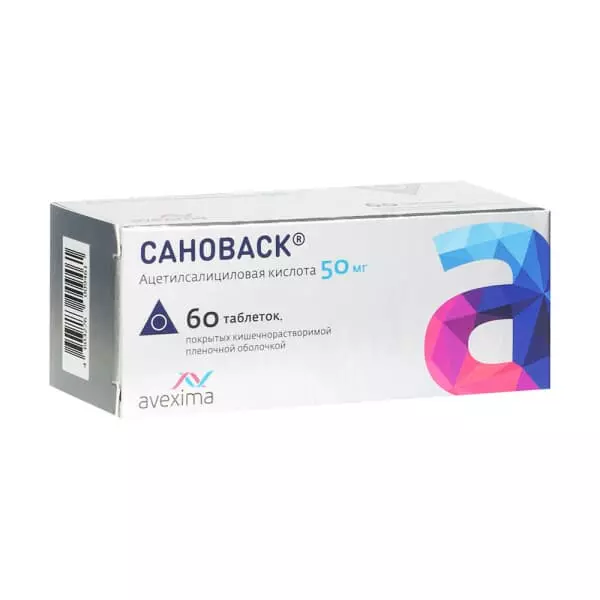 САНОВАСК®
Ацетилсалициловая кислота 50 мг
60 таблеток,
покрытых кишечнорастворимой
пленочной оболочкой
avexima